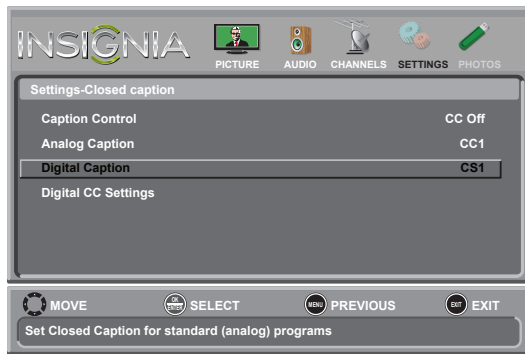 INSIGNIA
PICTURE AUDIO CHANNELS SETTINGS PHOTOS
Settings-Closed caption
Caption Control CC Off
Analog Caption CC1
Digital Caption CS1
Digital CC Settings
MOVE OK ENTER SELECT MENU PREVIOUS EXIT EXIT
Set Closed Caption for standard (analog) programs